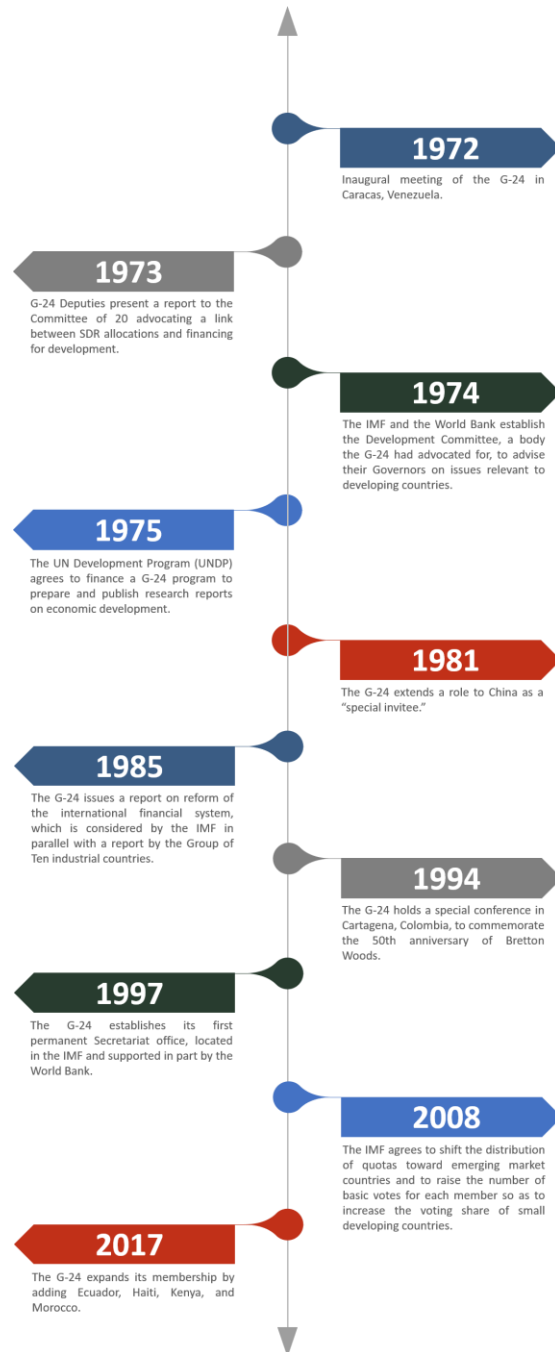 1972
Inaugural meeting of the G-24 in
Caracas, Venezuela.
1973
G-24 Deputies present a report to the
Committee of 20 advocating a link
between SDR allocations and financing
for development.
1974
The IMF and the World Bank establish
the Development Committee, a body
the G-24 had advocated for, to advise
their Governors on issues relevant to
developing countries.
1975
The UN Development Program (UNDP)
agrees to finance a G-24 program to
prepare and publish research reports
on economic development.
1981
The G-24 extends a role to China as a
“special invitee.”
1985
The G-24 issues a report on reform of
the international financial system,
which is considered by the IMF in
parallel with a report by the Group of
Ten industrial countries.
1994
The G-24 holds a special conference in
Cartagena, Colombia, to commemorate
the 50th anniversary of Bretton
Woods.
1997
The G-24 establishes its first
permanent Secretariat office, located
in the IMF and supported in part by the
World Bank.
2008
The IMF agrees to shift the distribution
of quotas toward emerging market
countries and to raise the number of
basic votes for each member so as to
increase the voting share of small
developing countries.
2017
The G-24 expands its membership by
adding Ecuador, Haiti, Kenya, and
Morocco.